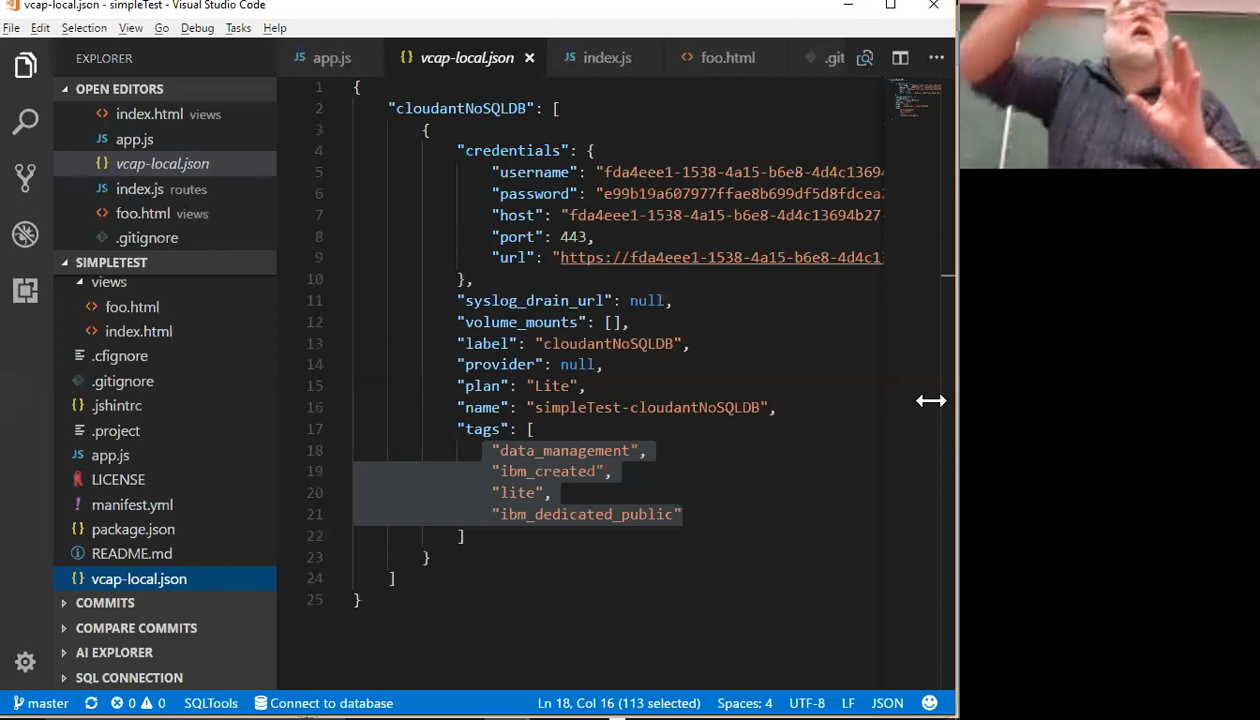 vcap-local.json - simpleTest - Visual Studio Code
File Edit Selection View Go Debug Tasks Help
EXPLORER
OPEN EDITORS
index.html views
app.js
vcap-local.json
index.js routes
foo.html views
.gitignore
SIMPLETEST
views
foo.html
index.html
.cfignore
.gitignore
.jshintrc
.project
app.js
LICENSE
manifest.yml
package.json
README.md
vcap-local.json
COMMITS
COMPARE COMMITS
AI EXPLORER
SQL CONNECTION
JS app.js {} vcap-local.json JS index.js <> foo.html .git
1 {
2 "cloudantNoSQLDB": [
3 {
4 "credentials": {
5 "username": "fda4eee1-1538-4a15-b6e8-4d4c1369
6 "password": "e99b19a607977ffae8b699df5d8fdcea
7 "host": "fda4eee1-1538-4a15-b6e8-4d4c13694b27
8 "port": 443,
9 "url": "https://fda4eee1-1538-4a15-b6e8-4d4c1
10 },
11 "syslog_drain_url": null,
12 "volume_mounts": [],
13 "label": "cloudantNoSQLDB",
14 "provider": null,
15 "plan": "Lite",
16 "name": "simpleTest-cloudantNoSQLDB",
17 "tags": [
18 "data_management",
19 "ibm_created",
20 "lite",
21 "ibm_dedicated_public"
22 ]
23 }
24 ]
25 }
master 0 0 SQLTools Connect to database Ln 18, Col 16 (113 selected) Spaces: 4 UTF-8 LF JSON